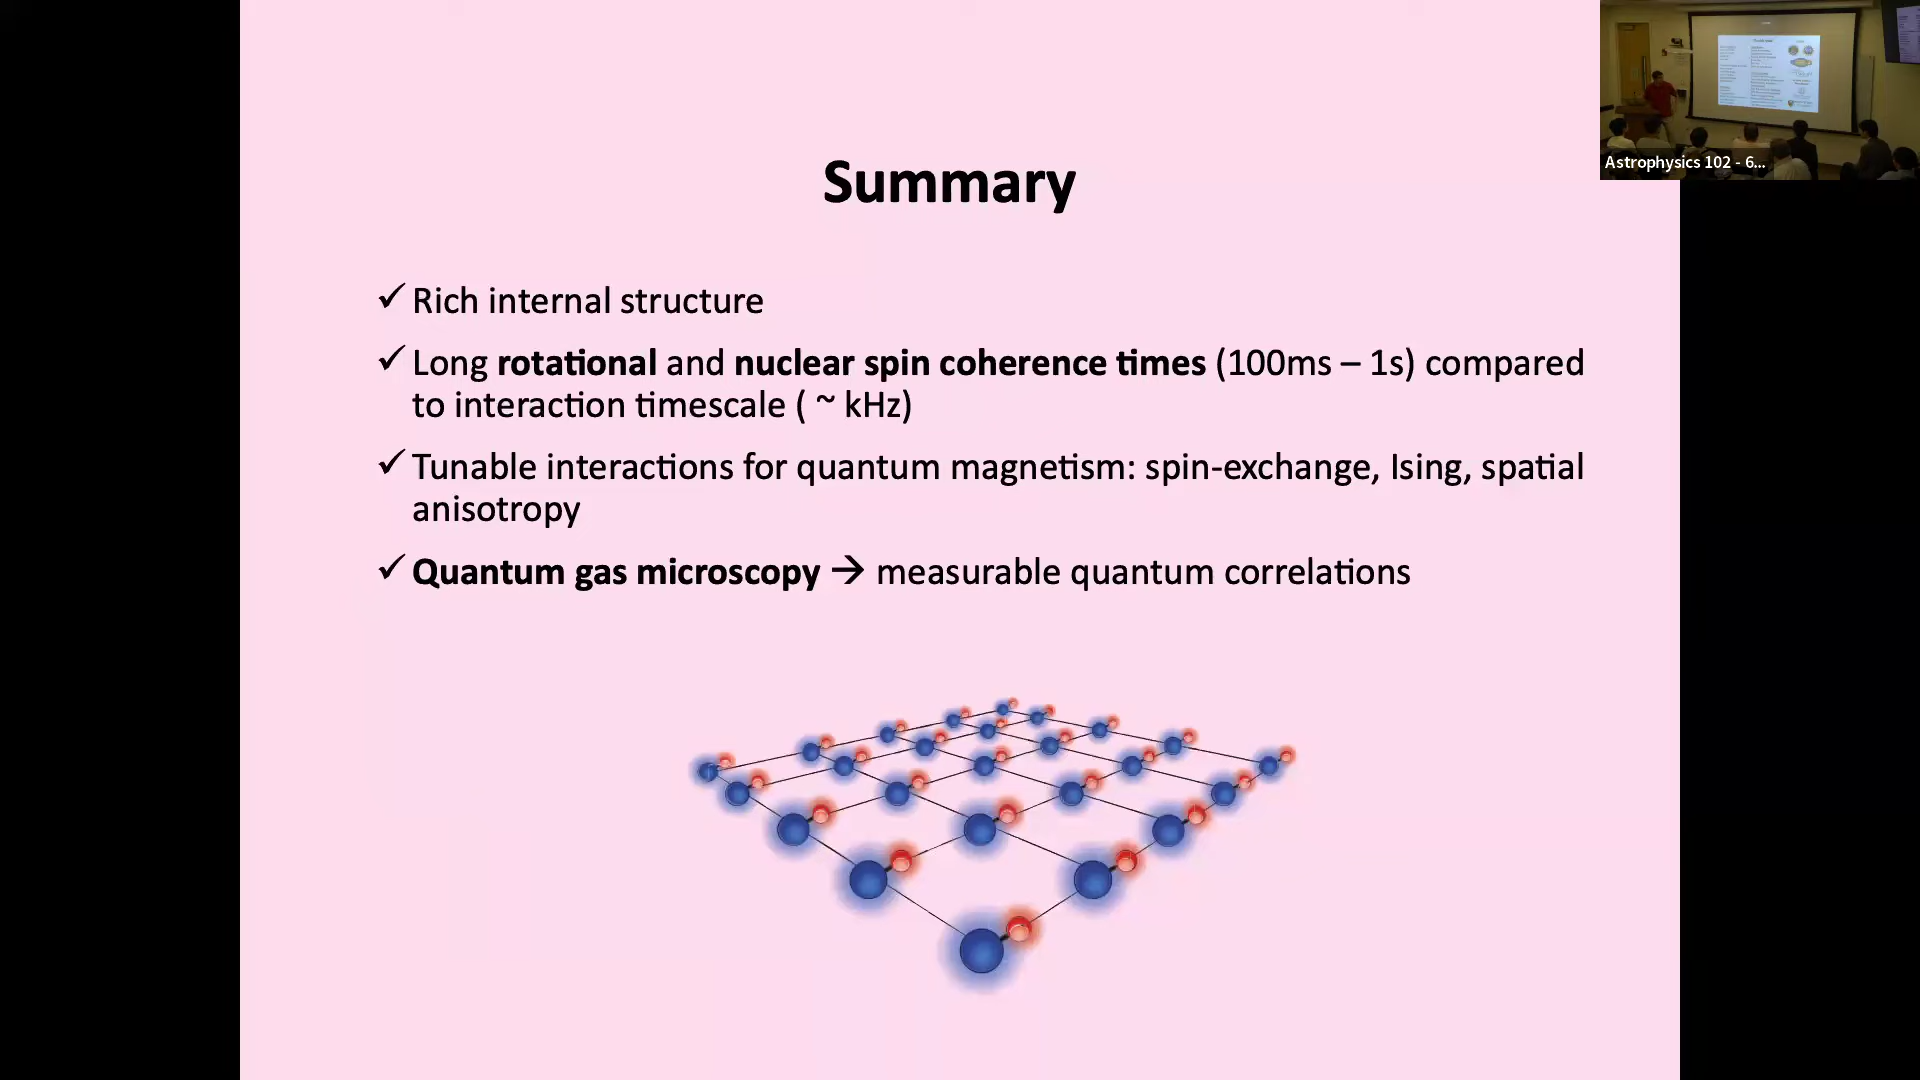 Summary
✓ Rich internal structure
✓ Long rotational and nuclear spin coherence times (100ms – 1s) compared
to interaction timescale ( ~ kHz)
✓ Tunable interactions for quantum magnetism: spin-exchange, Ising, spatial
anisotropy
✓ Quantum gas microscopy → measurable quantum correlations
Astrophysics 102 - 6...